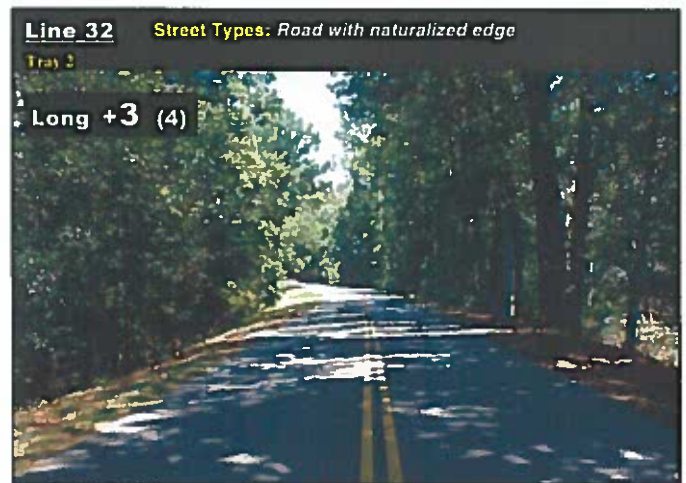 Line 32
Street Types: Road with naturalized edge
Tray 2
Long +3 (4)